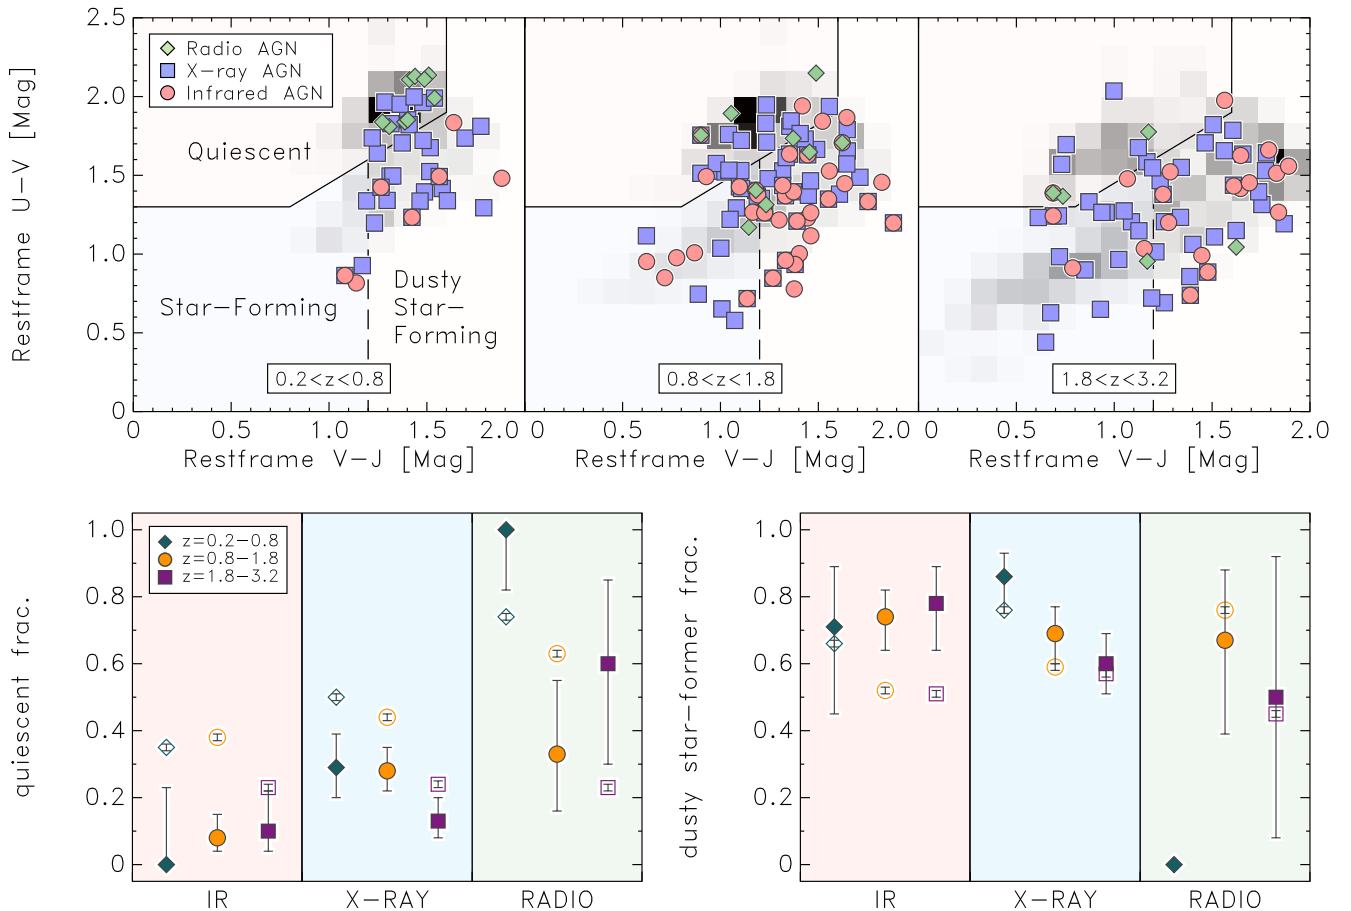 Restframe U-V [Mag]
2.5
2.0
1.5
1.0
0.5
0
Radio AGN
X-ray AGN
Infrared AGN
Quiescent
Star-Forming
Dusty
Star-
Forming
0.2<z<0.8
0.8<z<1.8
1.8<z<3.2
0 0.5 1.0 1.5 2.0 0 0.5 1.0 1.5 2.0 0 0.5 1.0 1.5 2.0
Restframe V-J [Mag] Restframe V-J [Mag] Restframe V-J [Mag]
quiescent frac.
1.0
0.8
0.6
0.4
0.2
0
z=0.2-0.8
z=0.8-1.8
z=1.8-3.2
IR X-RAY RADIO
dusty star-former frac.
1.0
0.8
0.6
0.4
0.2
0
IR X-RAY RADIO